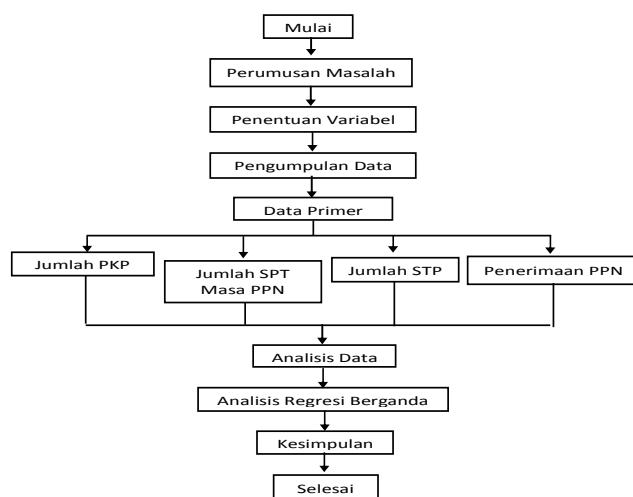 Mulai
Perumusan Masalah
Penentuan Variabel
Pengumpulan Data
Data Primer
Jumlah PKP
Jumlah SPT
Masa PPN
Jumlah STP
Penerimaan PPN
Analisis Data
Analisis Regresi Berganda
Kesimpulan
Selesai